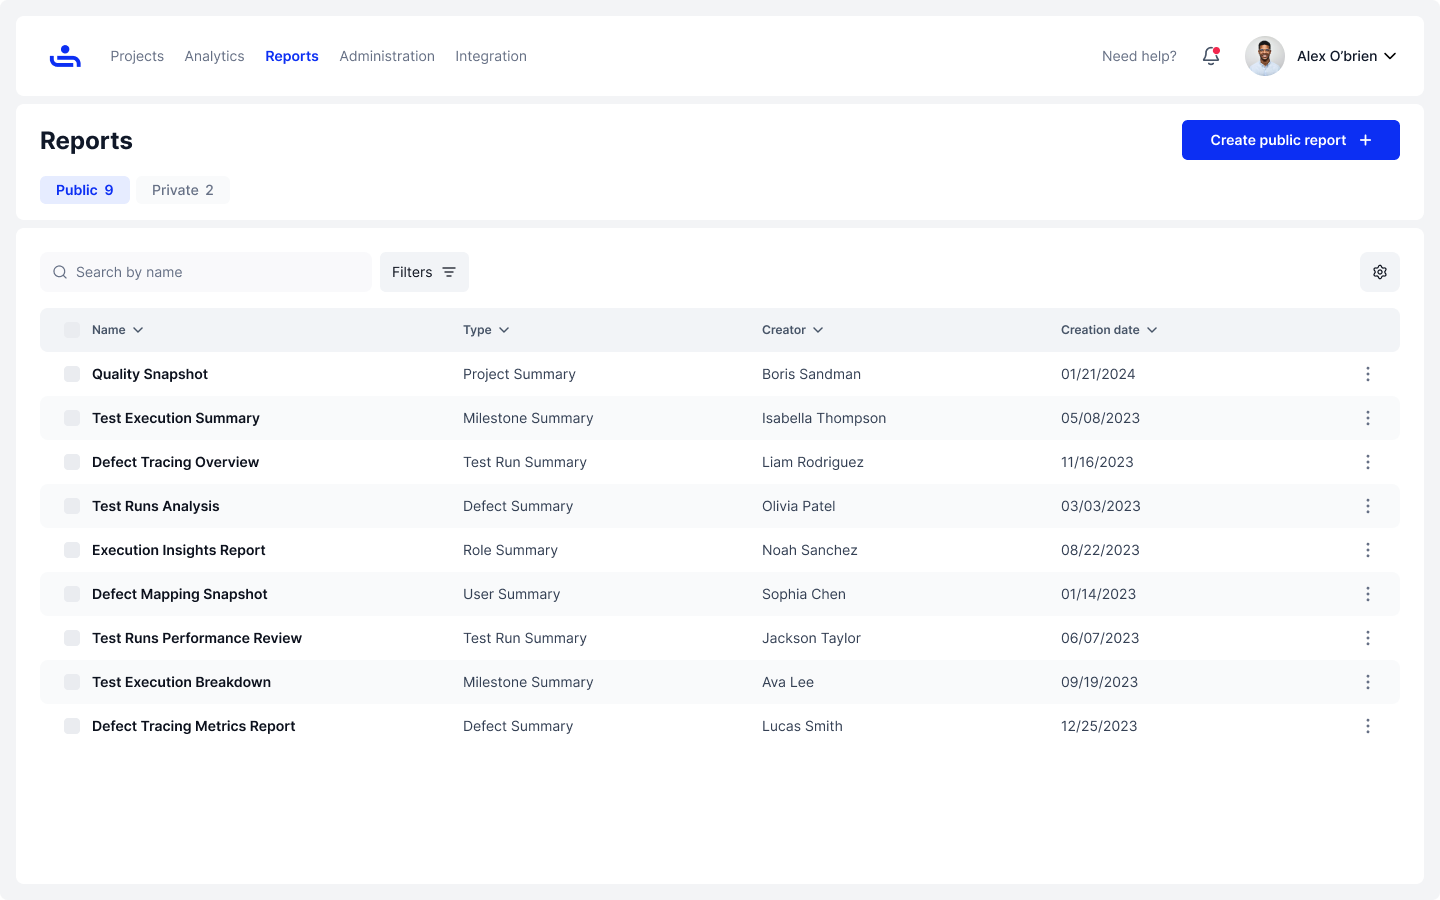 Projects Analytics Reports Administration Integration Need help? Alex O’brien
Reports
Create public report
Public 9 Private 2
Search by name Filters
Name Type Creator Creation date
Quality Snapshot Project Summary Boris Sandman 01/21/2024
Test Execution Summary Milestone Summary Isabella Thompson 05/08/2023
Defect Tracing Overview Test Run Summary Liam Rodriguez 11/16/2023
Test Runs Analysis Defect Summary Olivia Patel 03/03/2023
Execution Insights Report Role Summary Noah Sanchez 08/22/2023
Defect Mapping Snapshot User Summary Sophia Chen 01/14/2023
Test Runs Performance Review Test Run Summary Jackson Taylor 06/07/2023
Test Execution Breakdown Milestone Summary Ava Lee 09/19/2023
Defect Tracing Metrics Report Defect Summary Lucas Smith 12/25/2023